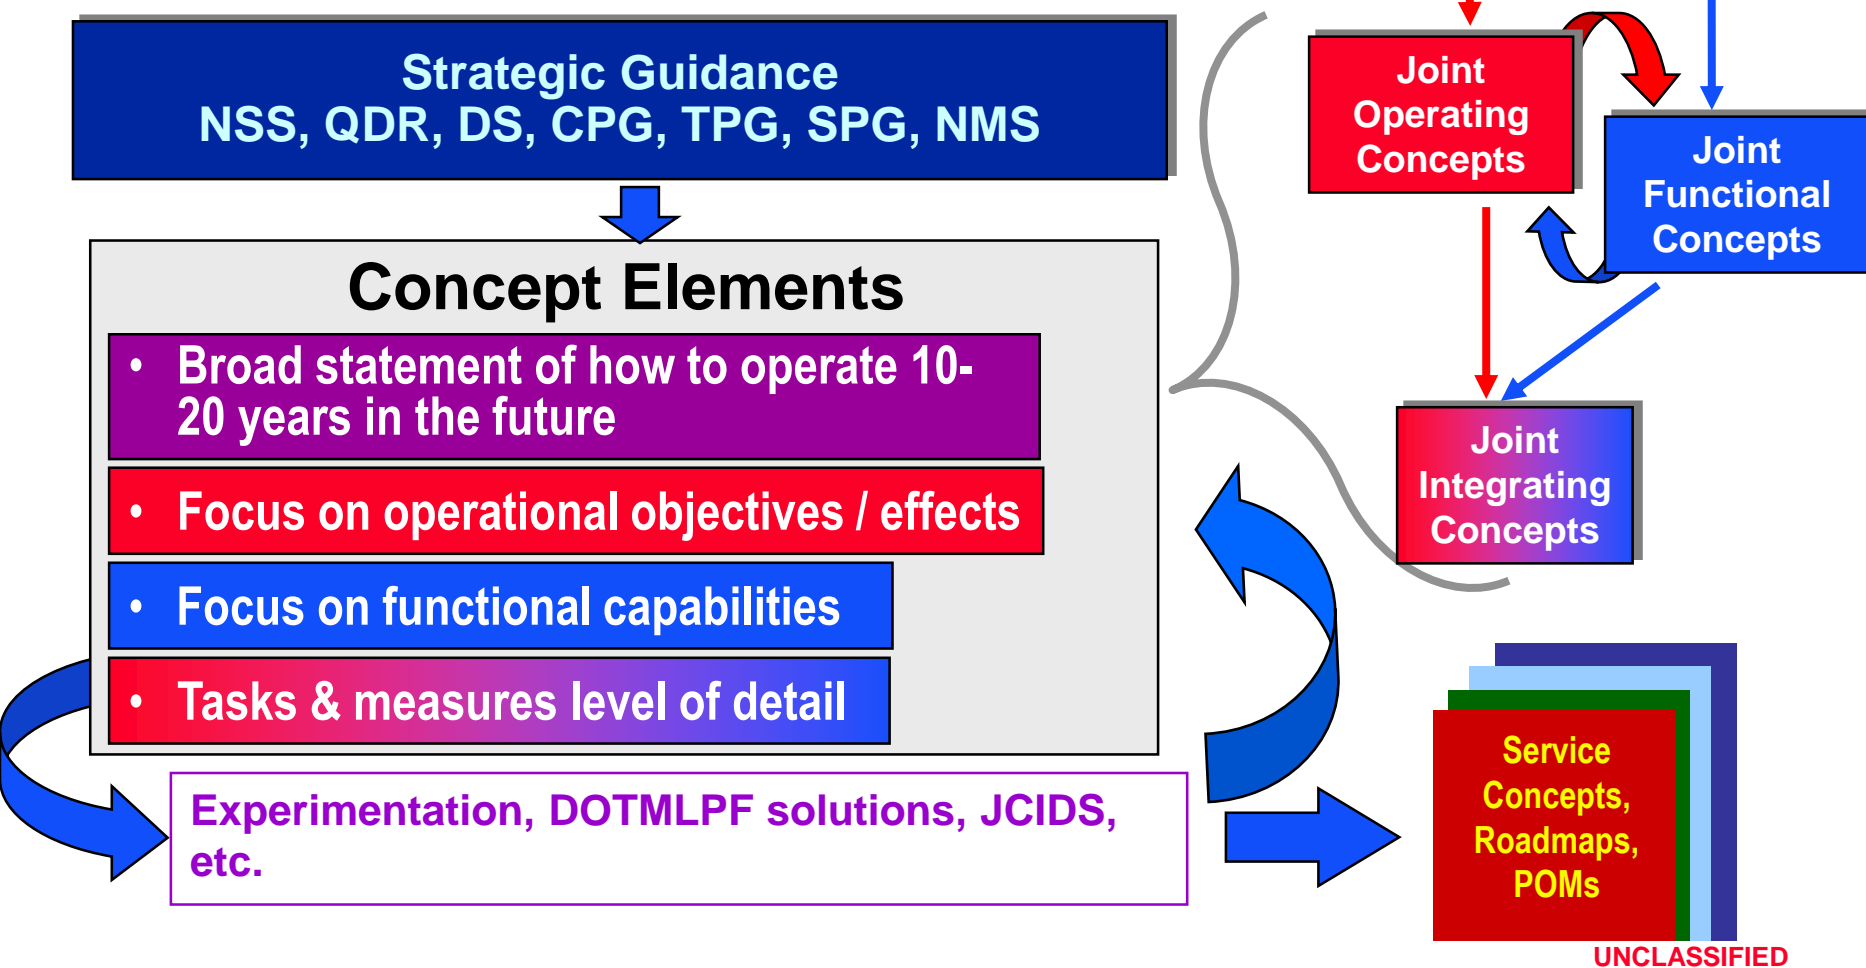 Strategic Guidance
NSS, QDR, DS, CPG, TPG, SPG, NMS
Concept Elements
• Broad statement of how to operate 10-
20 years in the future
• Focus on operational objectives / effects
• Focus on functional capabilities
• Tasks & measures level of detail
Experimentation, DOTMLPF solutions, JCIDS,
etc.
Joint
Operating
Concepts
Joint
Functional
Concepts
Joint
Integrating
Concepts
Service
Concepts,
Roadmaps,
POMs
UNCLASSIFIED